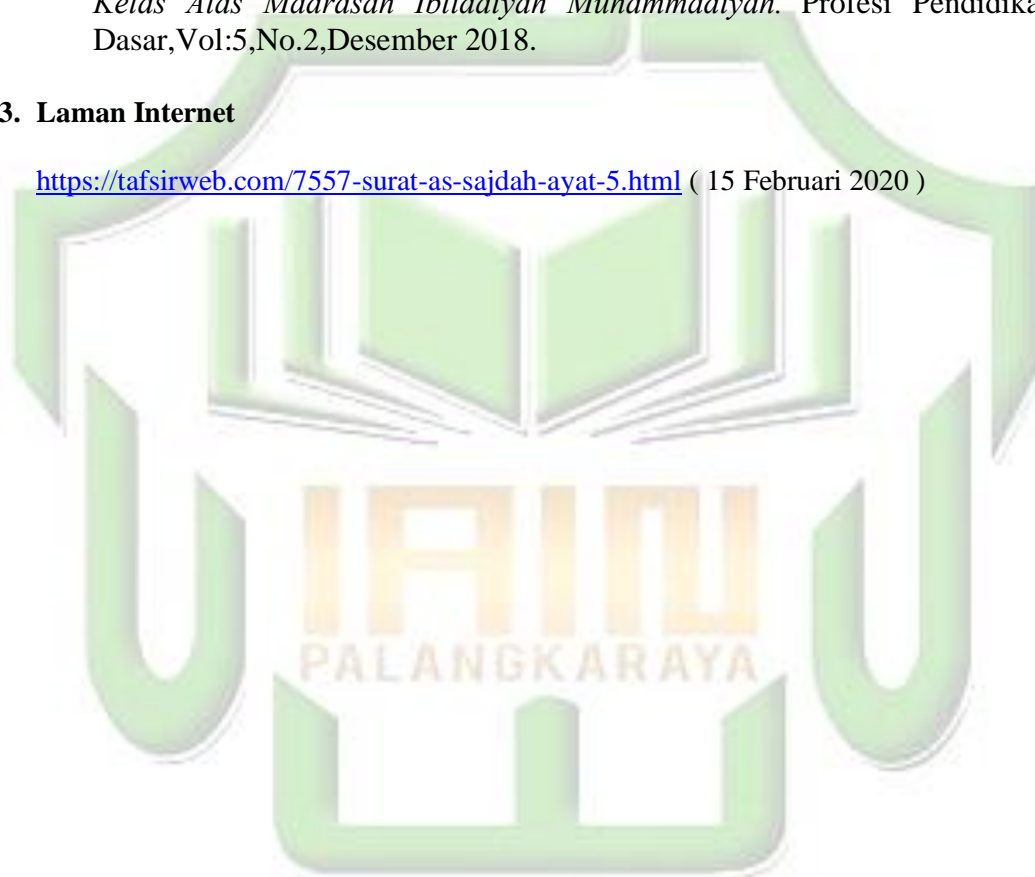 Kelas Atas Madrasah Ibtidaiyah Muhammadiyah. Profesi Pendidika
Dasar,Vol:5,No.2,Desember 2018.
3. Laman Internet
https://tafsirweb.com/7557-surat-as-sajdah-ayat-5.html ( 15 Februari 2020 )
IAIN
PALANGKARAYA